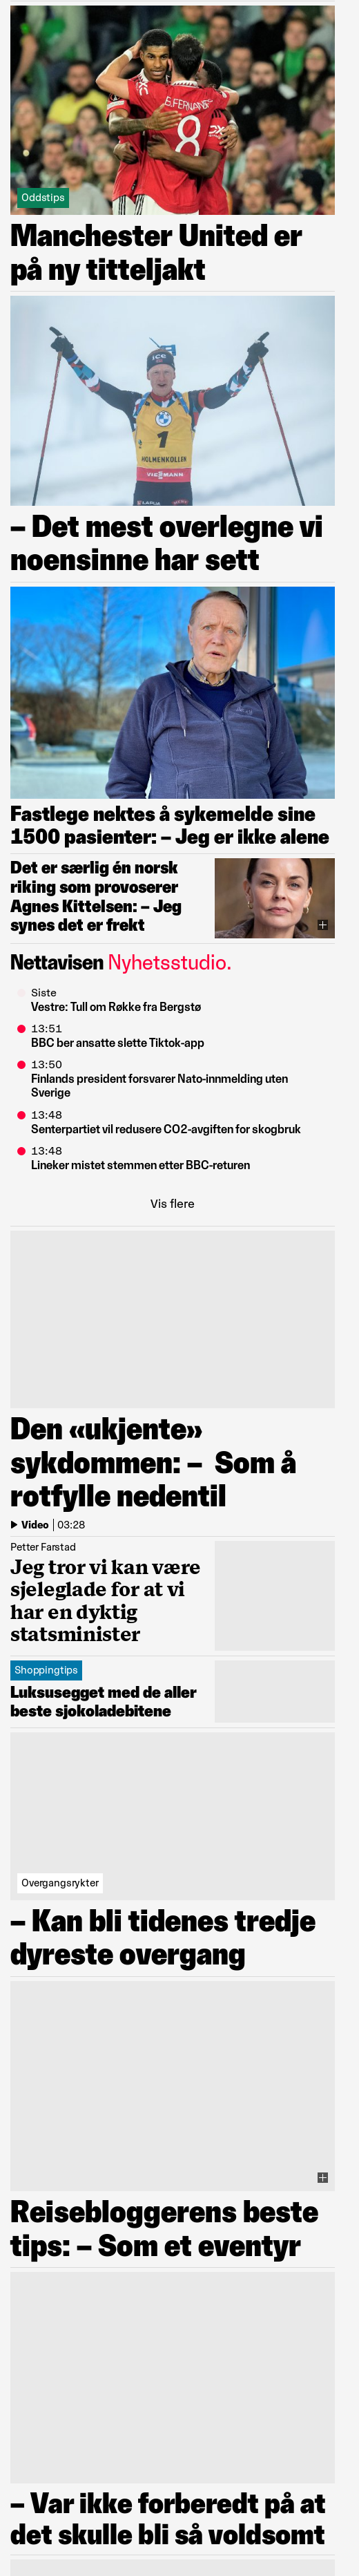 B.FERNANDES
8
Oddstips
Manchester United er
på ny titteljakt
ICC
BMW
1
HOLMENKOLLEN
VIESSMANN
– Det mest overlegne vi
noensinne har sett
Fastlege nektes å sykemelde sine
1500 pasienter: – Jeg er ikke alene
Det er særlig én norsk
riking som provoserer
Agnes Kittelsen: – Jeg
synes det er frekt
Nettavisen Nyhetsstudio.
Siste
Vestre: Tull om Røkke fra Bergstø
13:51
BBC ber ansatte slette Tiktok-app
13:50
Finlands president forsvarer Nato-innmelding uten
Sverige
13:48
Senterpartiet vil redusere CO2-avgiften for skogbruk
13:48
Lineker mistet stemmen etter BBC-returen
Vis flere
Den «ukjente»
sykdommen: – Som å
rotfylle nedentil
Video 03:28
Petter Farstad
Jeg tror vi kan være
sjeleglade for at vi
har en dyktig
statsminister
Shoppingtips
Luksusegget med de aller
beste sjokoladebitene
Overgangsrykter
– Kan bli tidenes tredje
dyreste overgang
Reisebloggerens beste
tips: – Som et eventyr
– Var ikke forberedt på at
det skulle bli så voldsomt